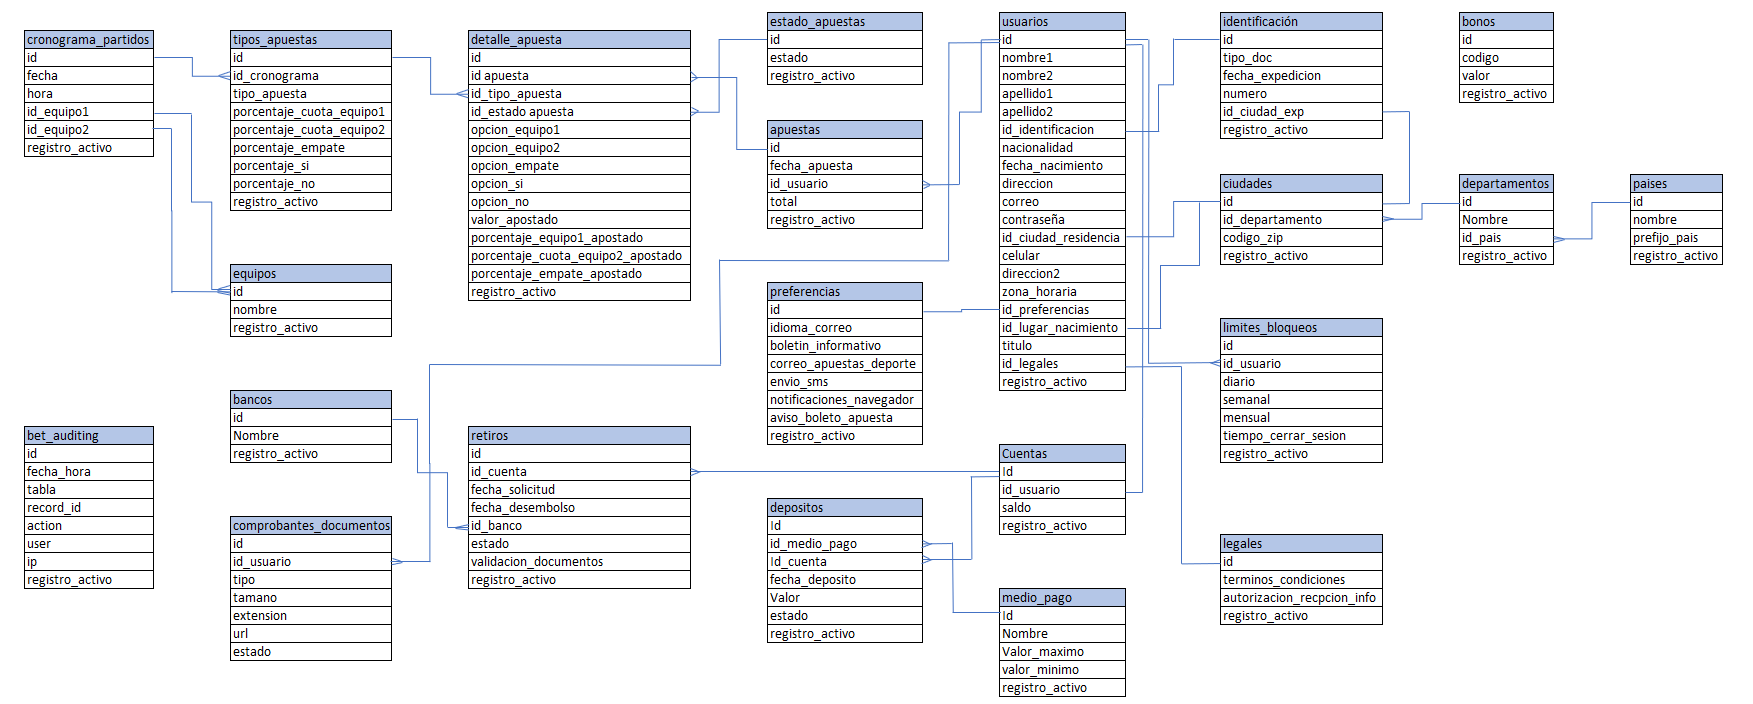 cronograma_partidos
id
fecha
hora
id_equipo1
id_equipo2
registro_activo
tipos_apuestas
id
id_cronograma
tipo_apuesta
porcentaje_cuota_equipo1
porcentaje_cuota_equipo2
porcentaje_empate
porcentaje_si
porcentaje_no
registro_activo
detalle_apuesta
id
id apuesta
id_tipo_apuesta
id_estado apuesta
opcion_equipo1
opcion_equipo2
opcion_empate
opcion_si
opcion_no
valor_apostado
porcentaje_equipo1_apostado
porcentaje_cuota_equipo2_apostado
porcentaje_empate_apostado
registro_activo
estado_apuestas
id
estado
registro_activo
apuestas
id
fecha_apuesta
id_usuario
total
registro_activo
usuarios
id
nombre1
nombre2
apellido1
apellido2
id_identificacion
nacionalidad
fecha_nacimiento
direccion
correo
contraseña
id_ciudad_residencia
celular
direccion2
zona_horaria
id_preferencias
id_lugar_nacimiento
titulo
id_legales
registro_activo
identificación
id
tipo_doc
fecha_expedicion
numero
id_ciudad_exp
registro_activo
bonos
id
codigo
valor
registro_activo
ciudades
id
id_departamento
codigo_zip
registro_activo
departamentos
id
Nombre
id_pais
registro_activo
paises
id
nombre
prefijo_pais
registro_activo
equipos
id
nombre
registro_activo
preferencias
id
idioma_correo
boletin_informativo
correo_apuestas_deporte
envio_sms
notificaciones_navegador
aviso_boleto_apuesta
registro_activo
limites_bloqueos
id
id_usuario
diario
semanal
mensual
tiempo_cerrar_sesion
registro_activo
bancos
id
Nombre
registro_activo
bet_auditing
id
fecha_hora
tabla
record_id
action
user
ip
registro_activo
retiros
id
id_cuenta
fecha_solicitud
fecha_desembolso
id_banco
estado
validacion_documentos
registro_activo
Cuentas
Id
id_usuario
saldo
registro_activo
comprobantes_documentos
id
id_usuario
tipo
tamano
extension
url
estado
depositos
Id
id_medio_pago
Id_cuenta
fecha_deposito
Valor
estado
registro_activo
legales
id
terminos_condiciones
autorizacion_recpcion_info
registro_activo
medio_pago
Id
Nombre
Valor_maximo
valor_minimo
registro_activo